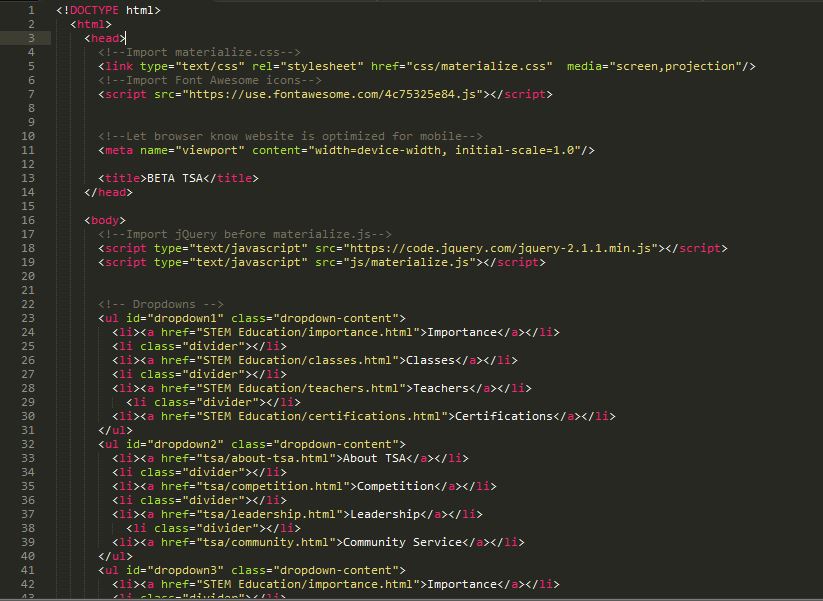 1 <!DOCTYPE html>
2 <html>
3 <head>
4 <!--Import materialize.css-->
5 <link type="text/css" rel="stylesheet" href="css/materialize.css"  media="screen,projection"/>
6 <!--Import Font Awesome icons-->
7 <script src="https://use.fontawesome.com/4c75325e84.js"></script>
8
9
10 <!--Let browser know website is optimized for mobile-->
11 <meta name="viewport" content="width=device-width, initial-scale=1.0"/>
12
13 <title>BETA TSA</title>
14 </head>
15
16 <body>
17 <!--Import jQuery before materialize.js-->
18 <script type="text/javascript" src="https://code.jquery.com/jquery-2.1.1.min.js"></script>
19 <script type="text/javascript" src="js/materialize.js"></script>
20
21
22 <!-- Dropdowns -->
23 <ul id="dropdown1" class="dropdown-content">
24 <li><a href="STEM Education/importance.html">Importance</a></li>
25 <li class="divider"></li>
26 <li><a href="STEM Education/classes.html">Classes</a></li>
27 <li class="divider"></li>
28 <li><a href="STEM Education/teachers.html">Teachers</a></li>
29 <li class="divider"></li>
30 <li><a href="STEM Education/certifications.html">Certifications</a></li>
31 </ul>
32 <ul id="dropdown2" class="dropdown-content">
33 <li><a href="tsa/about-tsa.html">About TSA</a></li>
34 <li class="divider"></li>
35 <li><a href="tsa/competition.html">Competition</a></li>
36 <li class="divider"></li>
37 <li><a href="tsa/leadership.html">Leadership</a></li>
38 <li class="divider"></li>
39 <li><a href="tsa/community.html">Community Service</a></li>
40 </ul>
41 <ul id="dropdown3" class="dropdown-content">
42 <li><a href="STEM Education/importance.html">Importance</a></li>
43 <li class="divider"></li>